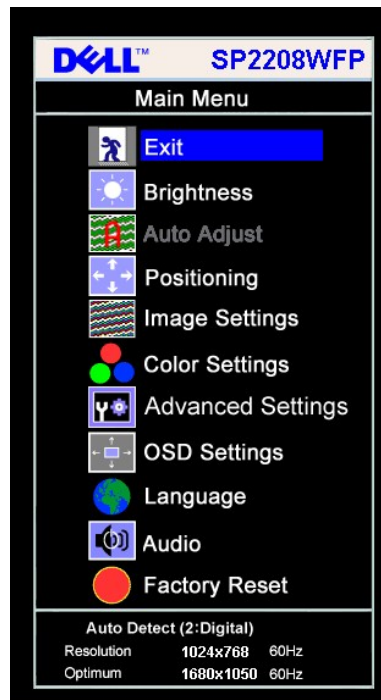 DELL™ SP2208WFP
Main Menu
Exit
Brightness
Auto Adjust
Positioning
Image Settings
Color Settings
Advanced Settings
OSD Settings
Language
Audio
Factory Reset
Auto Detect (2:Digital)
Resolution 1024x768 60Hz
Optimum 1680x1050 60Hz